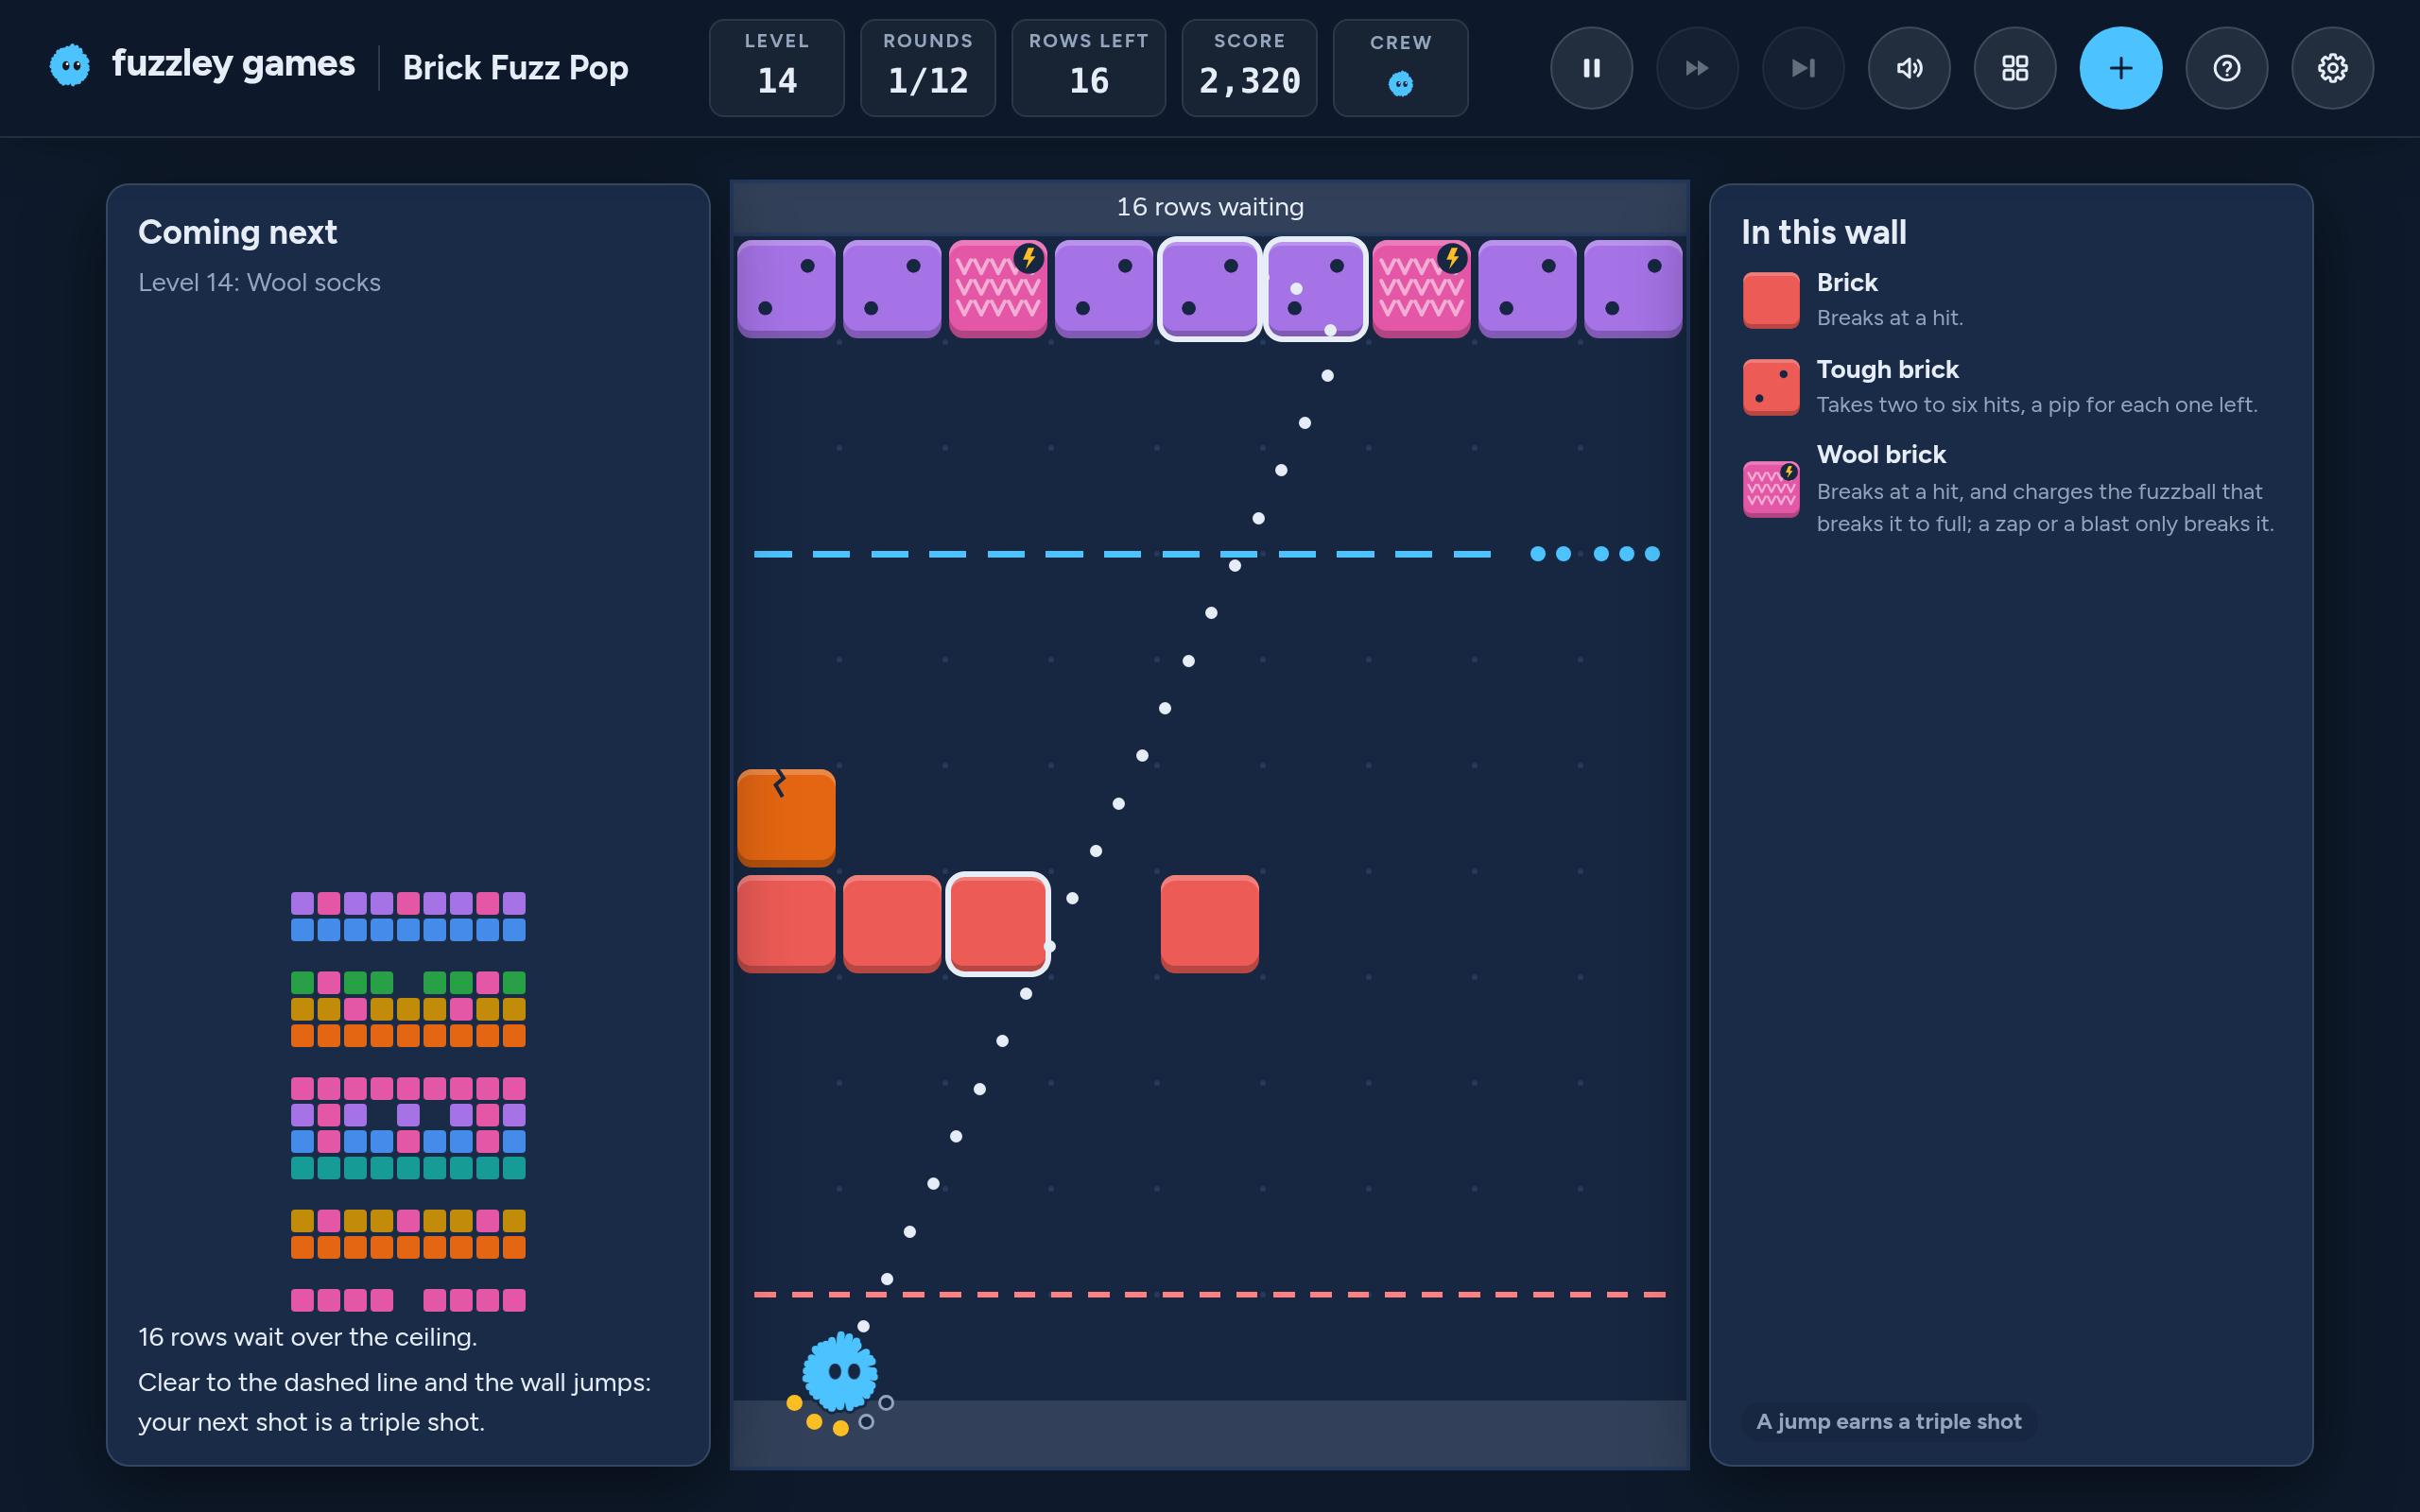 fuzzley games
Brick Fuzz Pop
LEVEL
14
ROUNDS
1/12
ROWS LEFT
16
SCORE
2,320
CREW
Coming next
Level 14: Wool socks
16 rows wait over the ceiling.
Clear to the dashed line and the wall jumps:
your next shot is a triple shot.
16 rows waiting
In this wall
Brick
Breaks at a hit.
Tough brick
Takes two to six hits, a pip for each one left.
Wool brick
Breaks at a hit, and charges the fuzzball that
breaks it to full; a zap or a blast only breaks it.
A jump earns a triple shot